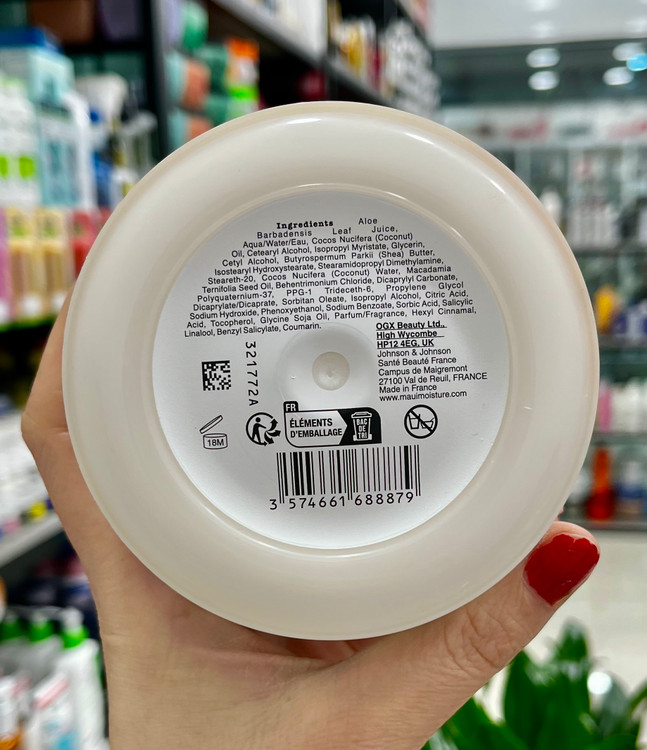 Ingredients Aloe
Barbadensis Leaf Juice,
Aqua/Water/Eau, Cocos Nucifera (Coconut)
Oil, Cetearyl Alcohol, Isopropyl Myristate, Glycerin,
Cetyl Alcohol, Butyrospermum Parkii (Shea) Butter,
Isostearyl Hydroxystearate, Stearamidopropyl Dimethylamine,
Steareth-20, Cocos Nucifera (Coconut) Water, Macadamia
Ternifolia Seed Oil, Behentrimonium Chloride, Dicaprylyl Carbonate,
Polyquaternium-37, PPG-1 Trideceth-6, Propylene Glycol
Dicaprylate/Dicaprate, Sorbitan Oleate, Isopropyl Alcohol, Citric Acid,
Sodium Hydroxide, Phenoxyethanol, Sodium Benzoate, Sorbic Acid, Salicylic
Acid, Tocopherol, Glycine Soja Oil, Parfum/Fragrance, Hexyl Cinnamal,
Linalool, Benzyl Salicylate, Coumarin.
OGX Beauty Ltd.,
High Wycombe
HP12 4EG, UK
Johnson & Johnson
Santé Beauté France
Campus de Maigremont
27100 Val de Reuil, FRANCE
Made in France
www.mauimoisture.com
321772A
18M
FR
ÉLÉMENTS
D'EMBALLAGE
BAC
DE
TRI
3 574661 688879